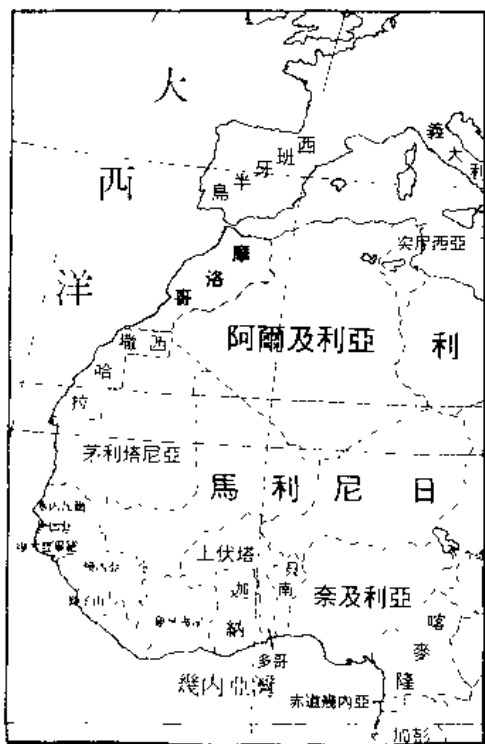 大西洋
西班牙半島
義大利
突尼西亞
摩洛哥
阿爾及利亞
利
西撒哈拉
茅利塔尼亞
馬利
尼日
上伏塔
貝南
迦納
奈及利亞
喀麥隆
多哥
幾內亞灣
赤道幾內亞
加彭